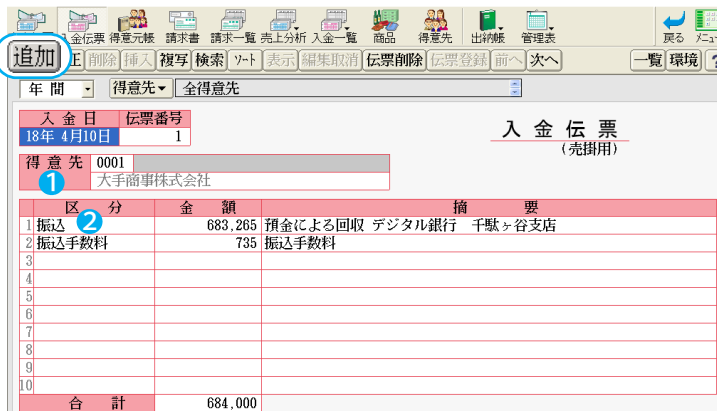 入金伝票 得意元帳 請求書 請求一覧 売上分析 入金一覧 商品 得意先 出納帳 管理表 戻る
追加 正 削除 挿入 複写 検索 ソート 表示 編集取消 伝票削除 伝票登録 前へ 次へ 一覧 環境 ?
年間 得意先 全得意先
入金日 伝票番号
18年 4月10日 1
入金伝票
(売掛用)
得意先 0001
1 大手商事株式会社
区分 金額 摘要
2
1 振込 683,265 預金による回収 デジタル銀行 千駄ヶ谷支店
2 振込手数料 735 振込手数料
3
4
5
6
7
8
9
10
合計 684,000